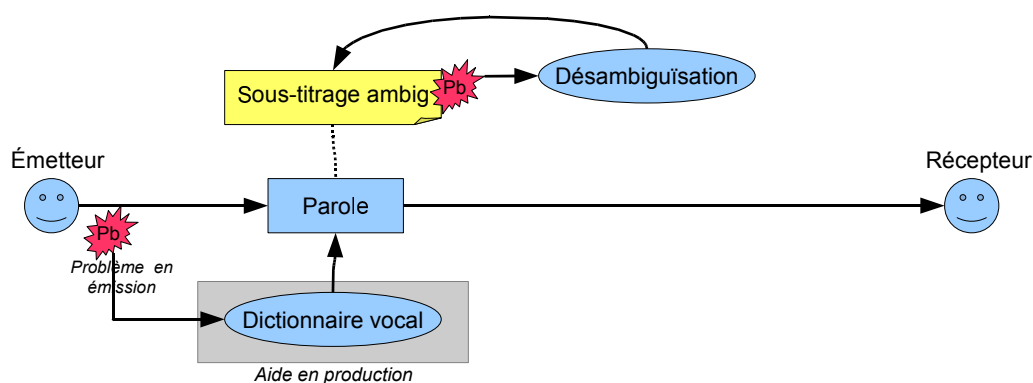 Désambiguïsation
Sous-titrage ambig
Pb
Émetteur
Récepteur
Parole
Pb
Problème en
émission
Dictionnaire vocal
Aide en production